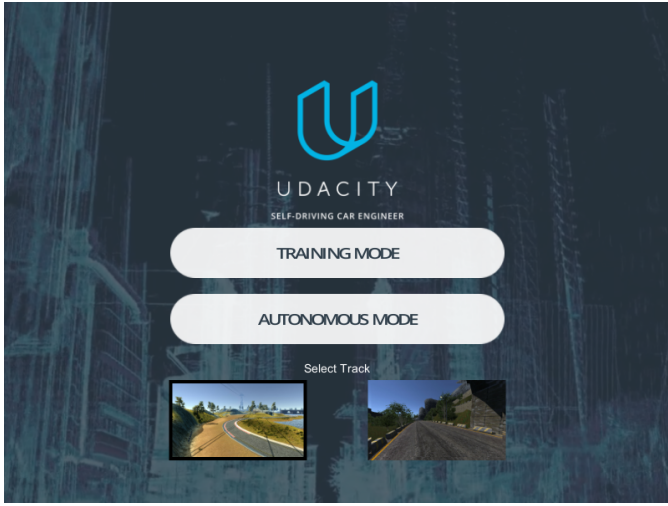 UDACITY
SELF-DRIVING CAR ENGINEER
TRAINING MODE
AUTONOMOUS MODE
Select Track